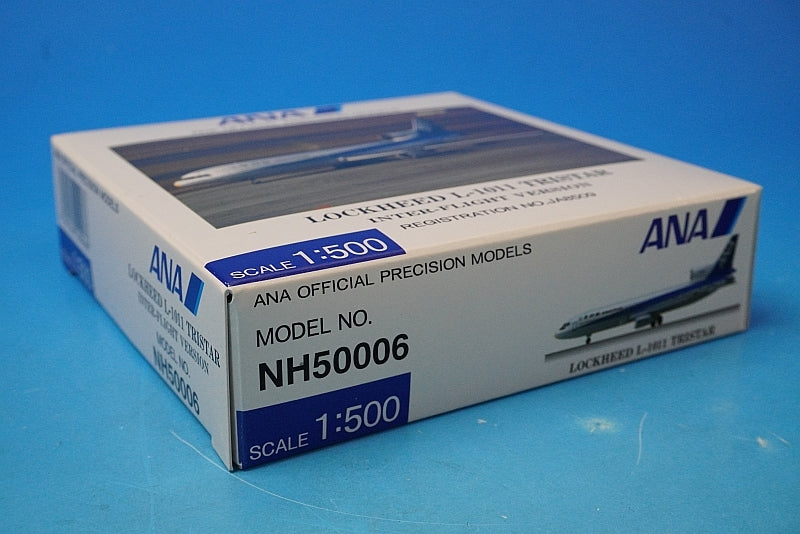 ANA
LOCKHEED L-1011 TRISTAR
INTER-FLIGHT VERSION
REGISTRATION NO.JA8509
SCALE 1:500
ANA
LOCKHEED L-1011 TRISTAR
INTER-FLIGHT VERSION
MODEL NO.
NH50006
ANA OFFICIAL PRECISION MODELS
MODEL NO.
NH50006
SCALE 1:500
ANA
LOCKHEED L-1011 TRISTAR